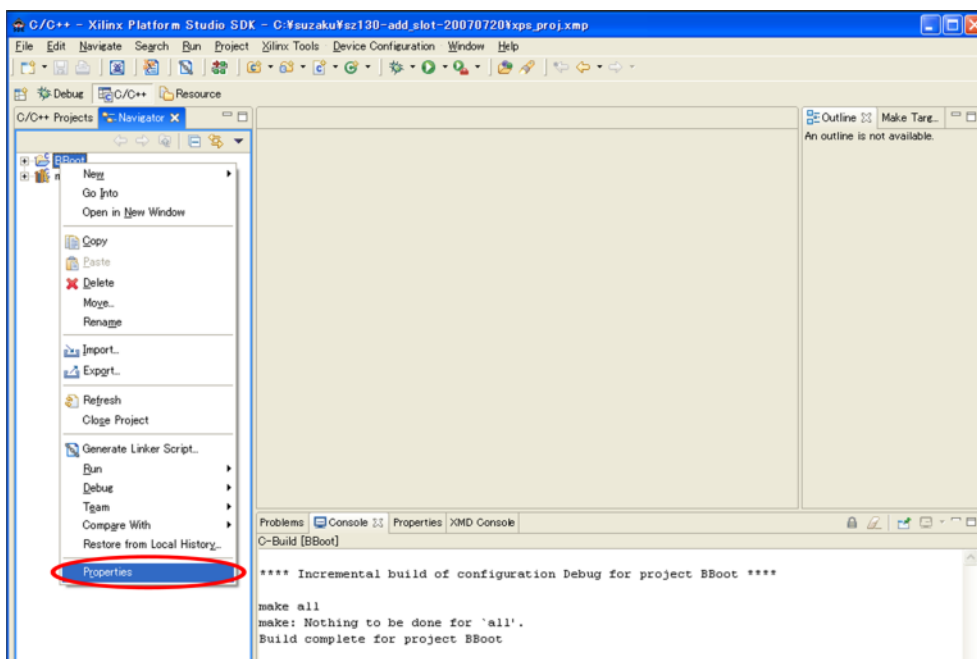 C/C++ - Xilinx Platform Studio SDK - C:¥suzaku¥sz130-add_slot-20070720¥xps_proj.xmp
File Edit Navigate Search Run Project Xilinx Tools Device Configuration Window Help
Debug C/C++ Resource
C/C++ Projects Navigator
Outline Make Targ...
An outline is not available.
BBoot
New
Go Into
Open in New Window
Copy
Paste
Delete
Move...
Rename
Import...
Export...
Refresh
Close Project
Generate Linker Script...
Run
Debug
Team
Compare With
Restore from Local History...
Properties
Problems Console Properties XMD Console
C-Build [BBoot]
**** Incremental build of configuration Debug for project BBoot ****
make all
make: Nothing to be done for `all'.
Build complete for project BBoot